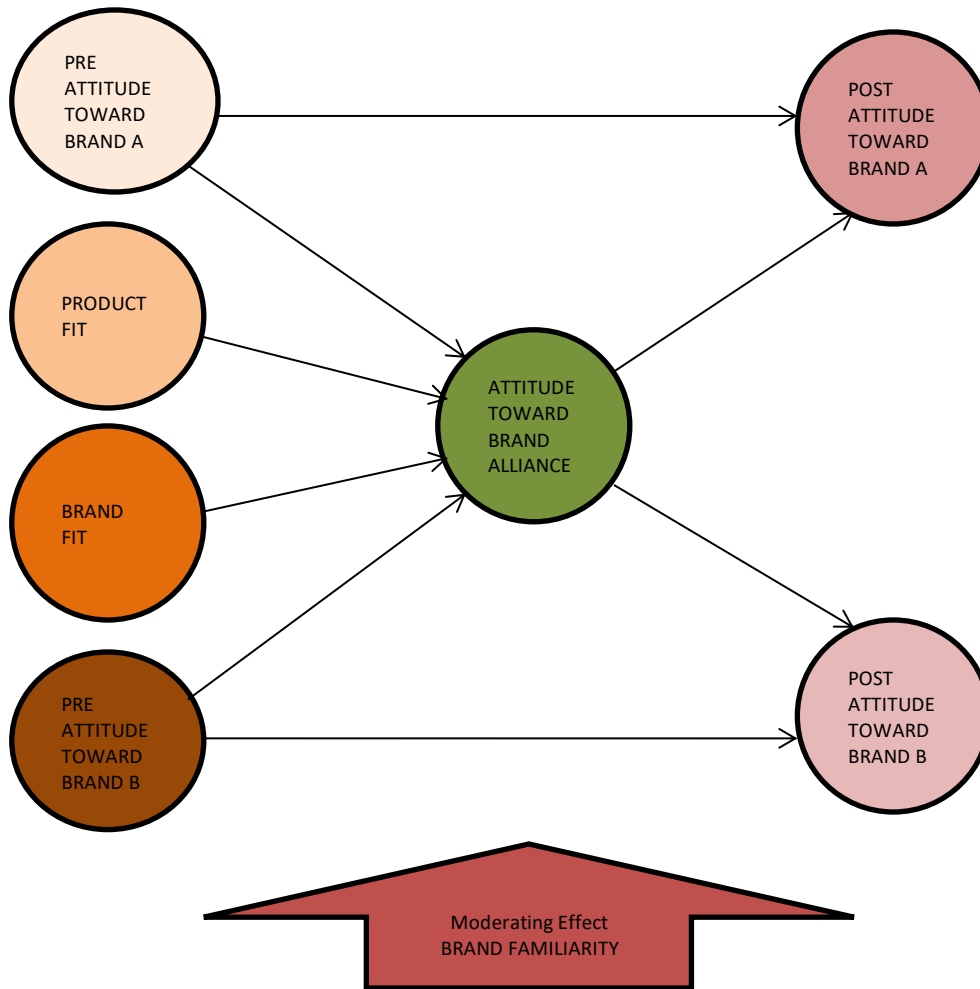 PRE
ATTITUDE
TOWARD
BRAND A
POST
ATTITUDE
TOWARD
BRAND A
PRODUCT
FIT
ATTITUDE
TOWARD
BRAND
ALLIANCE
BRAND
FIT
PRE
ATTITUDE
TOWARD
BRAND B
POST
ATTITUDE
TOWARD
BRAND B
Moderating Effect
BRAND FAMILIARITY